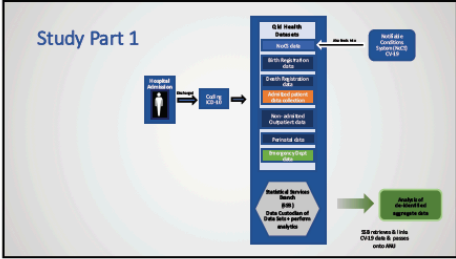 Study Part 1
Qld Health
Datasets
NoCS data
Birth Registration
data
Death Registration
data
Admitted patient
data collection
Non-admitted
Outpatient data
Perinatal data
Emergency Dept
data
Notifiable
Conditions
System (NoCS)
CV-19
Hospital
Admission
Discharged
Coding
ICD-10
Statistical Services
Branch
(SSB)
Data Custodian of
Data Sets + perform
analytics
Analysis of
de-identified
aggregate data
SSB retrieves & links
CV-19 data & passes
onto ANU